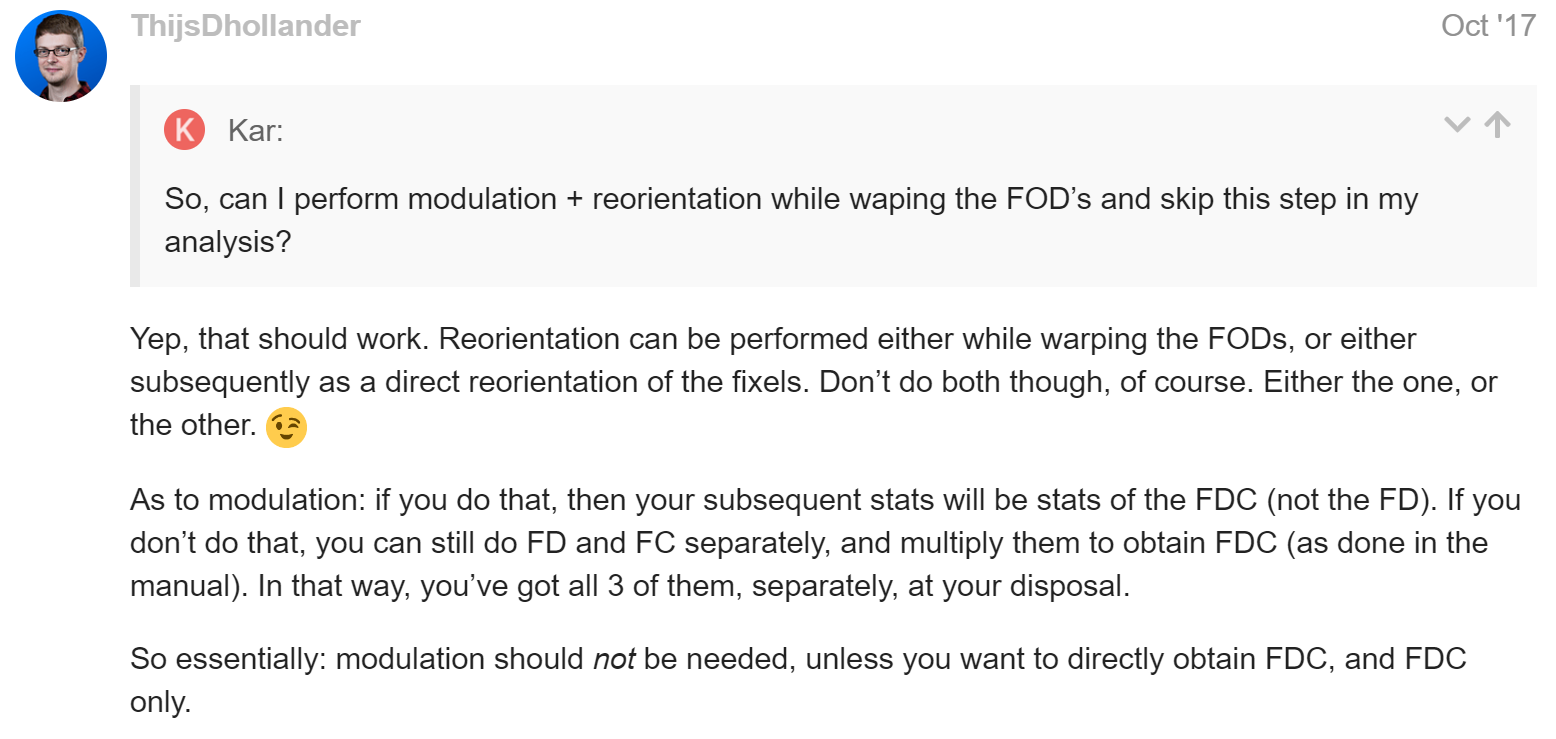 ThijsDhollander
Oct '17
K
Kar:
So, can I perform modulation + reorientation while waping the FOD’s and skip this step in my
analysis?
Yep, that should work. Reorientation can be performed either while warping the FODs, or either
subsequently as a direct reorientation of the fixels. Don’t do both though, of course. Either the one, or
the other. 😉
As to modulation: if you do that, then your subsequent stats will be stats of the FDC (not the FD). If you
don’t do that, you can still do FD and FC separately, and multiply them to obtain FDC (as done in the
manual). In that way, you’ve got all 3 of them, separately, at your disposal.
So essentially: modulation should not be needed, unless you want to directly obtain FDC, and FDC
only.